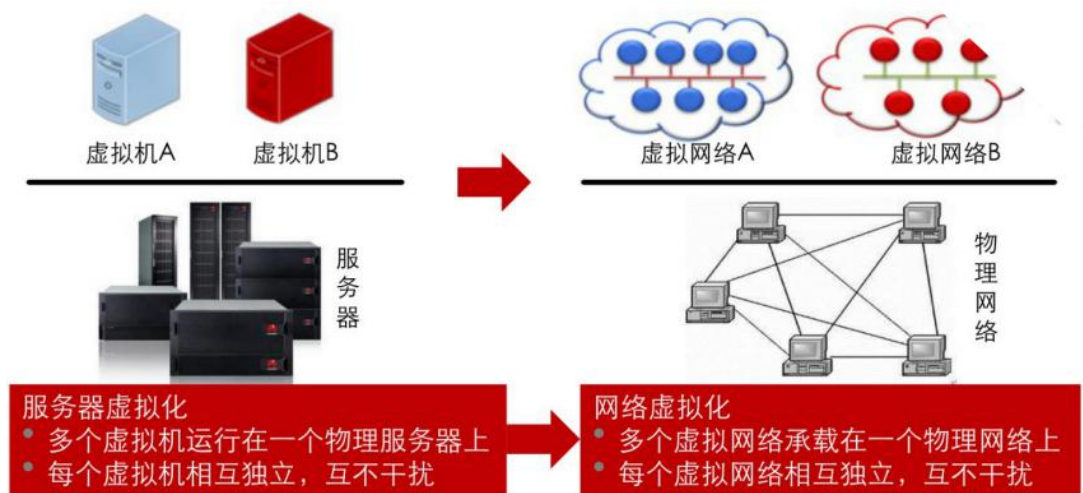 虚拟机A
虚拟机B
虚拟网络A
虚拟网络B
服务器
物理网络
服务器虚拟化
• 多个虚拟机运行在一个物理服务器上
• 每个虚拟机相互独立，互不干扰
网络虚拟化
• 多个虚拟网络承载在一个物理网络上
• 每个虚拟网络相互独立，互不干扰